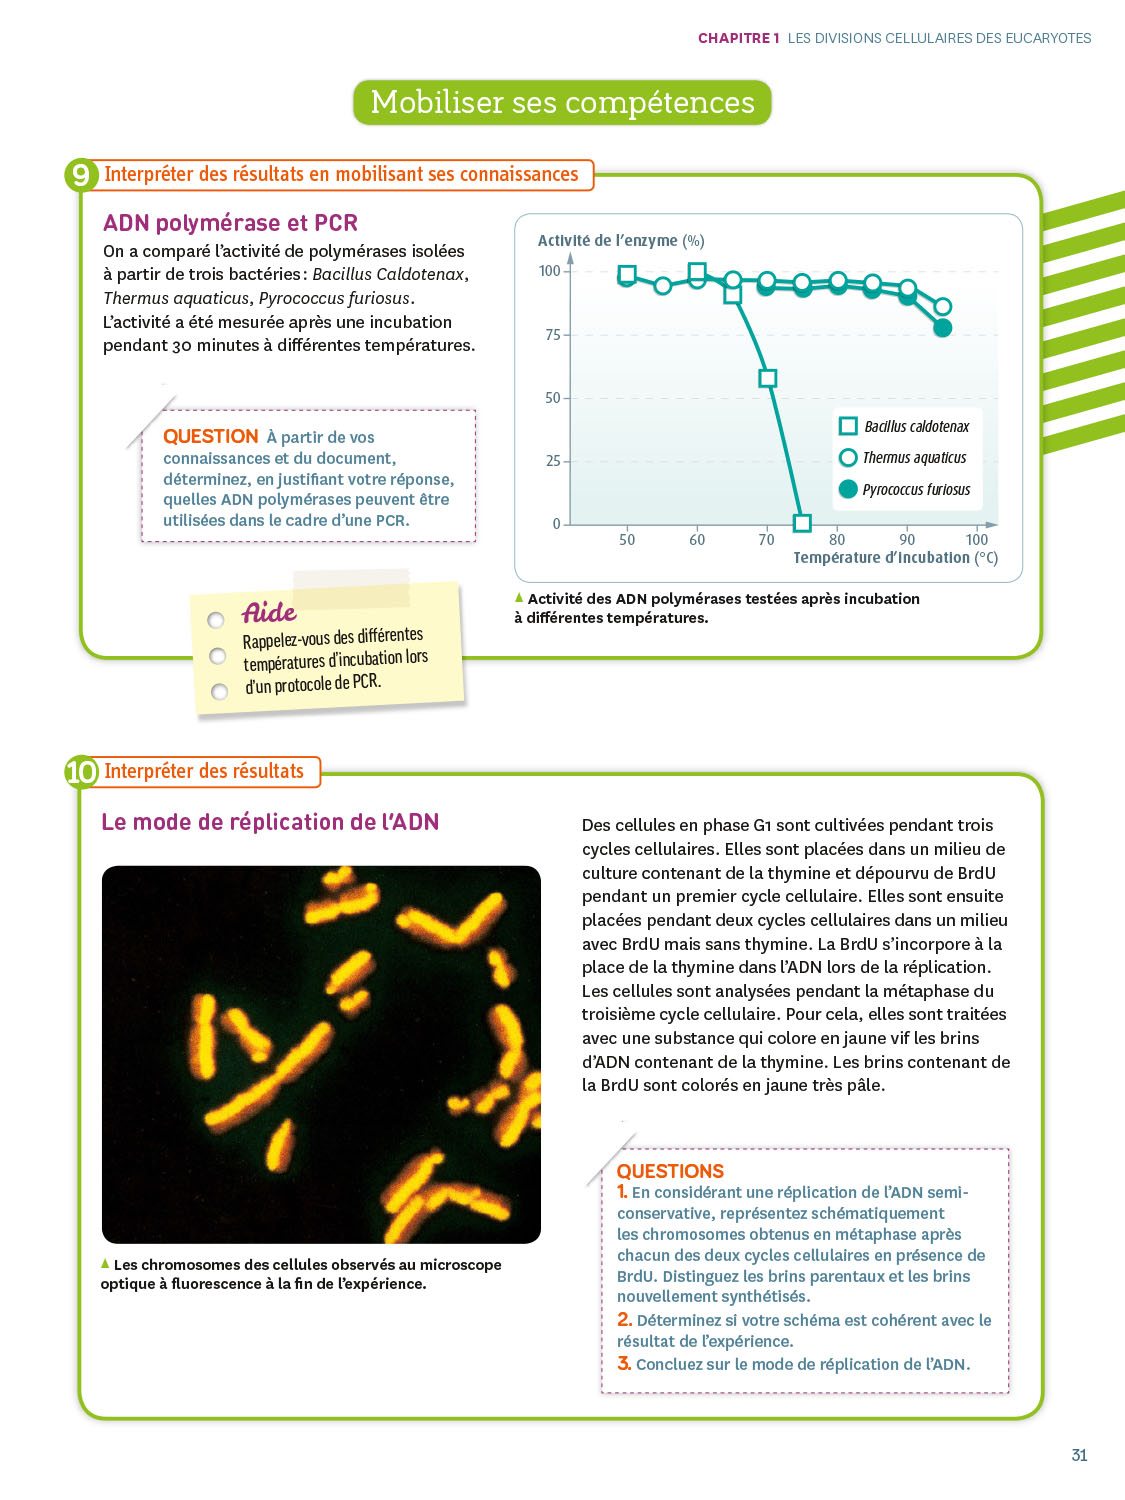 CHAPITRE 1 LES DIVISIONS CELLULAIRES DES EUCARYOTES
Mobiliser ses compétences
9 Interpréter des résultats en mobilisant ses connaissances
ADN polymérase et PCR
On a comparé l’activité de polymérases isolées
à partir de trois bactéries : Bacillus Caldotenax,
Thermus aquaticus, Pyrococcus furiosus.
L’activité a été mesurée après une incubation
pendant 30 minutes à différentes températures.
QUESTION À partir de vos
connaissances et du document,
déterminez, en justifiant votre réponse,
quelles ADN polymérases peuvent être
utilisées dans le cadre d’une PCR.
Aide
Rappelez-vous des différentes
températures d’incubation lors
d’un protocole de PCR.
Activité de l’enzyme (%)
100
75
50
25
0
Bacillus caldotenax
Thermus aquaticus
Pyrococcus furiosus
50 60 70 80 90 100
Température d’incubation (°C)
Activité des ADN polymérases testées après incubation
à différentes températures.
10 Interpréter des résultats
Le mode de réplication de l’ADN
Les chromosomes des cellules observés au microscope
optique à fluorescence à la fin de l’expérience.
Des cellules en phase G1 sont cultivées pendant trois
cycles cellulaires. Elles sont placées dans un milieu de
culture contenant de la thymine et dépourvu de BrdU
pendant un premier cycle cellulaire. Elles sont ensuite
placées pendant deux cycles cellulaires dans un milieu
avec BrdU mais sans thymine. La BrdU s’incorpore à la
place de la thymine dans l’ADN lors de la réplication.
Les cellules sont analysées pendant la métaphase du
troisième cycle cellulaire. Pour cela, elles sont traitées
avec une substance qui colore en jaune vif les brins
d’ADN contenant de la thymine. Les brins contenant de
la BrdU sont colorés en jaune très pâle.
QUESTIONS
1. En considérant une réplication de l’ADN semi-
conservative, représentez schématiquement
les chromosomes obtenus en métaphase après
chacun des deux cycles cellulaires en présence de
BrdU. Distinguez les brins parentaux et les brins
nouvellement synthétisés.
2. Déterminez si votre schéma est cohérent avec le
résultat de l’expérience.
3. Concluez sur le mode de réplication de l’ADN.
31